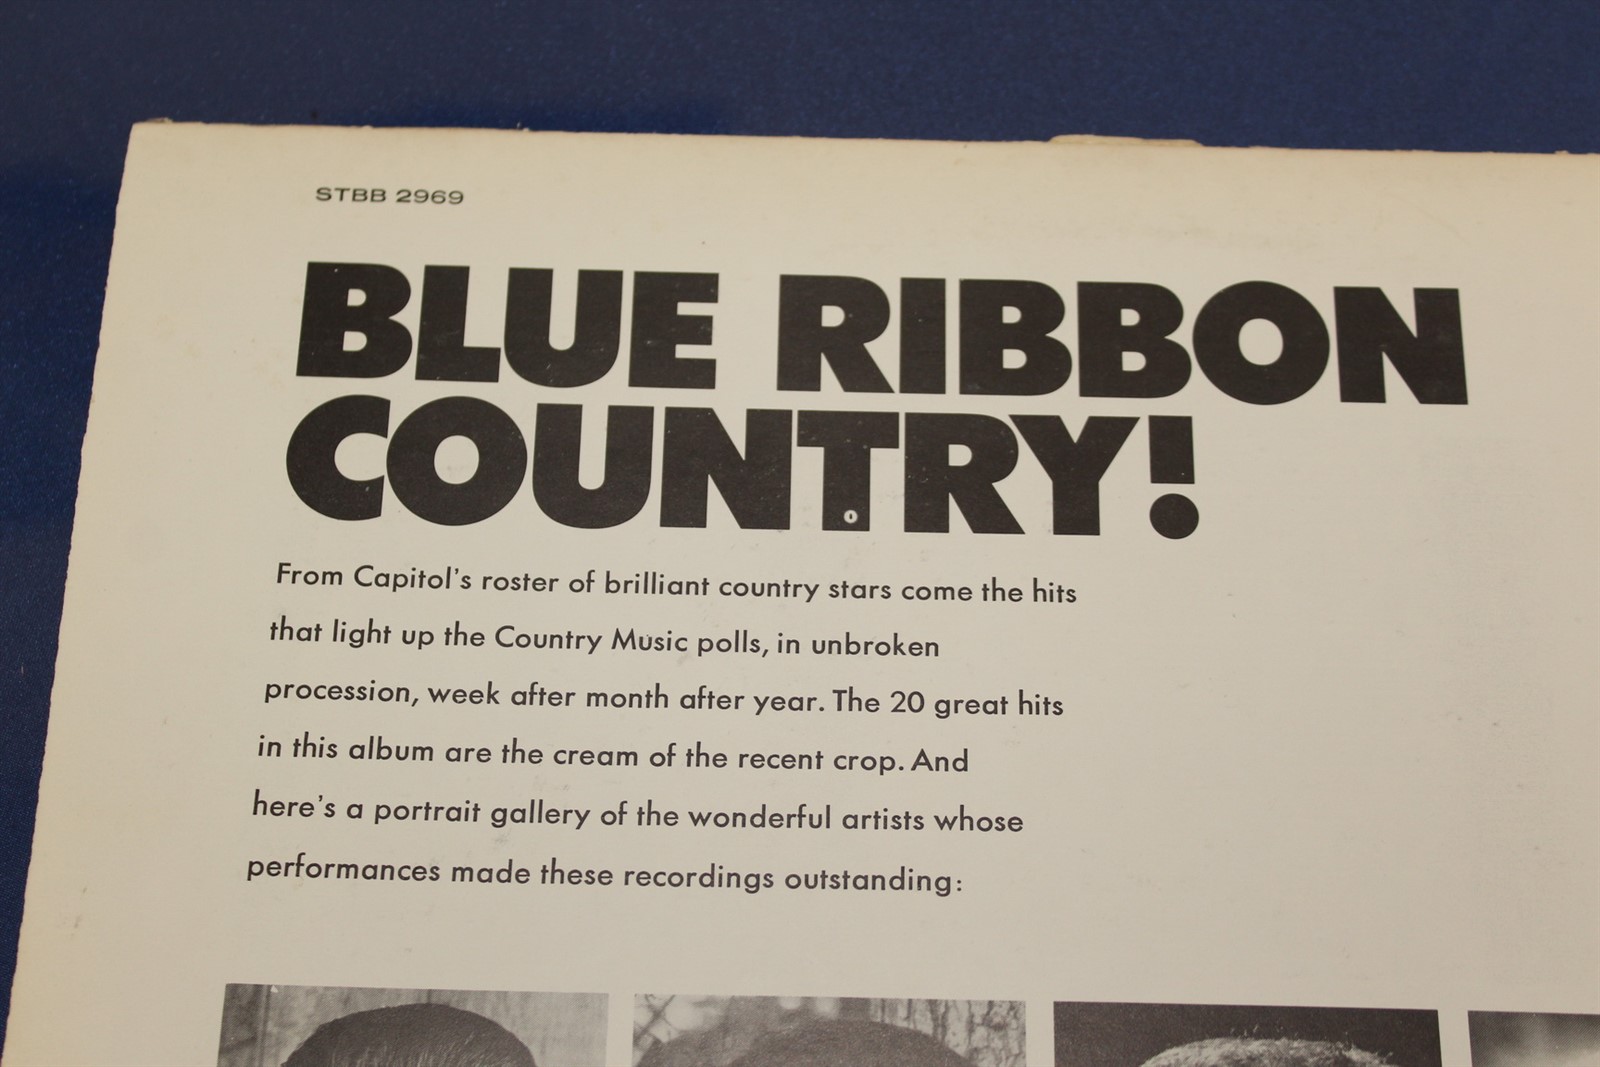 STBB 2969
BLUE RIBBON
COUNTRY!
From Capitol's roster of brilliant country stars come the hits
that light up the Country Music polls, in unbroken
procession, week after month after year. The 20 great hits
in this album are the cream of the recent crop. And
here's a portrait gallery of the wonderful artists whose
performances made these recordings outstanding: